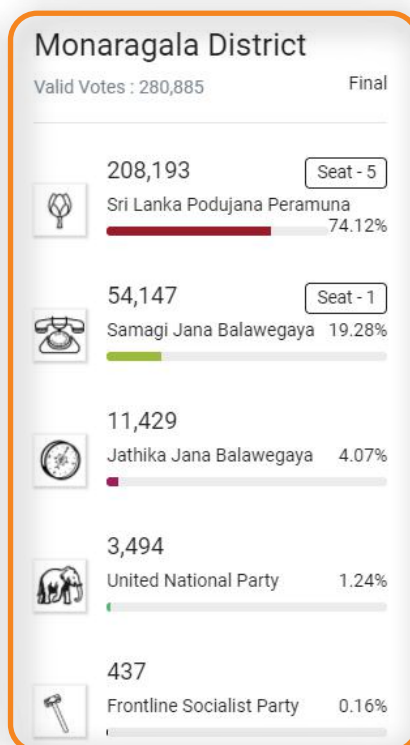 Monaragala District
Valid Votes : 280,885 Final
208,193 Seat - 5
Sri Lanka Podujana Peramuna
74.12%
54,147 Seat - 1
Samagi Jana Balawegaya 19.28%
11,429
Jathika Jana Balawegaya 4.07%
3,494
United National Party 1.24%
437
Frontline Socialist Party 0.16%